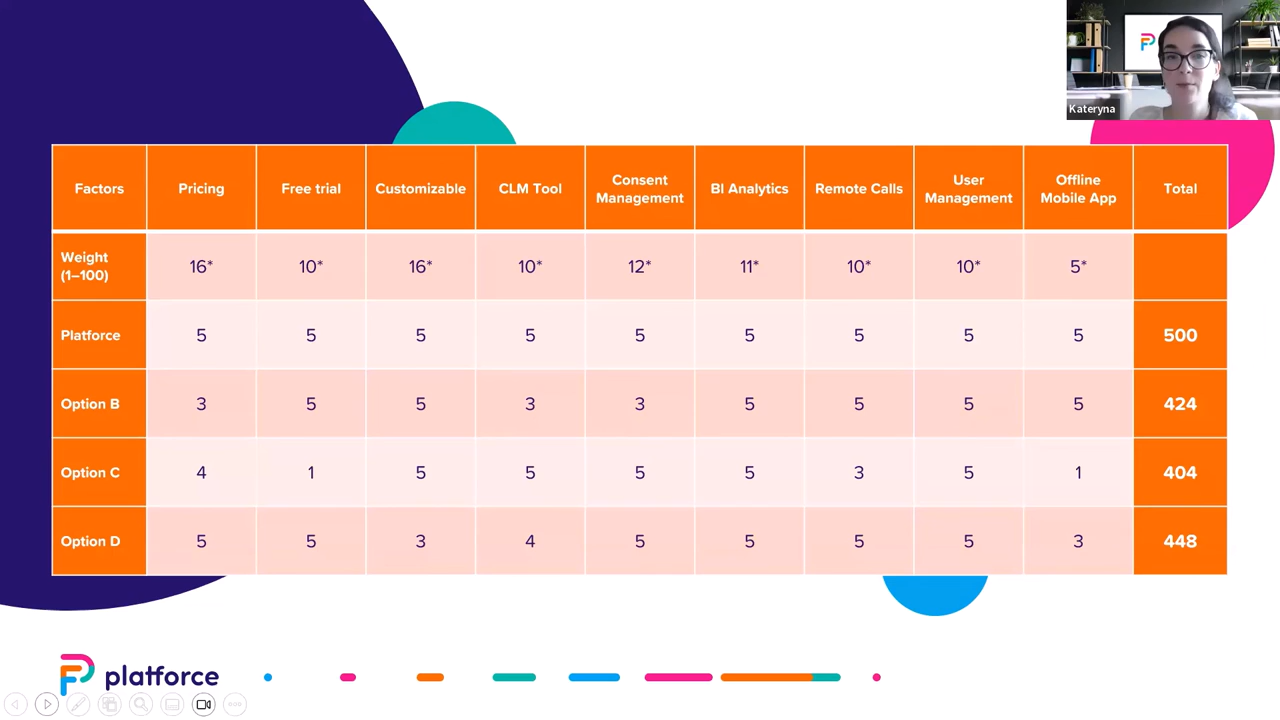 Kateryna
Factors Pricing Free trial Customizable CLM Tool Consent Management BI Analytics Remote Calls User Management Offline Mobile App Total
Weight (1–100) 16* 10* 16* 10* 12* 11* 10* 10* 5*
Platforce 5 5 5 5 5 5 5 5 5 500
Option B 3 5 5 3 3 5 5 5 5 424
Option C 4 1 5 5 5 5 3 5 1 404
Option D 5 5 3 4 5 5 5 5 3 448
platforce